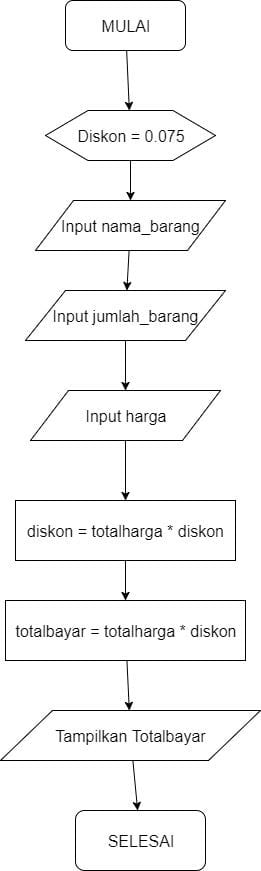 MULAI
Diskon = 0.075
Input nama_barang
Input jumlah_barang
Input harga
diskon = totalharga * diskon
totalbayar = totalharga * diskon
Tampilkan Totalbayar
SELESAI